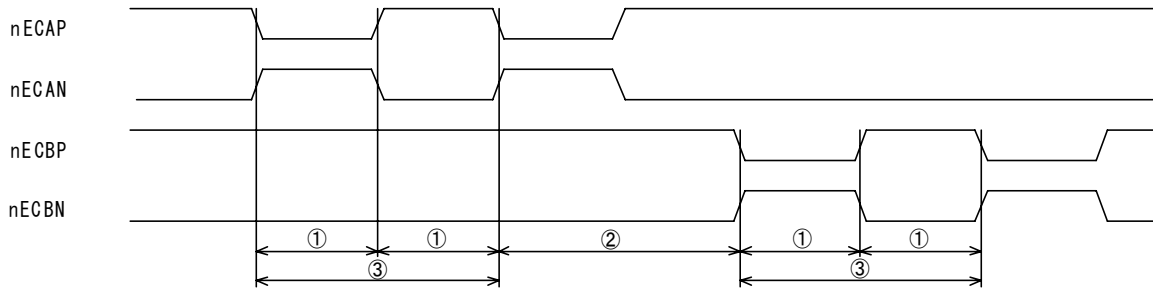 nECAP
nECAN
nECBP
nECBN
① ① ② ① ①
③ ③